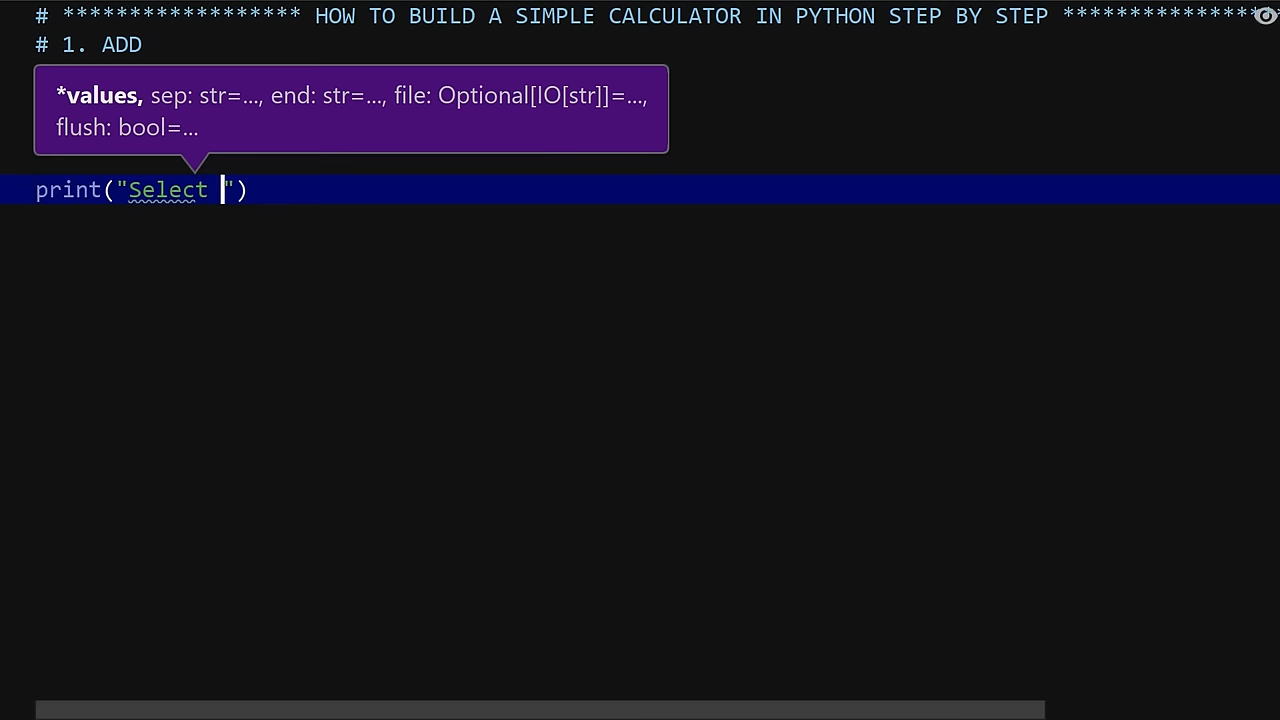 # ****************** HOW TO BUILD A SIMPLE CALCULATOR IN PYTHON STEP BY STEP ****************
# 1. ADD
*values, sep: str=..., end: str=..., file: Optional[IO[str]]=...,
flush: bool=...
print("Select ")